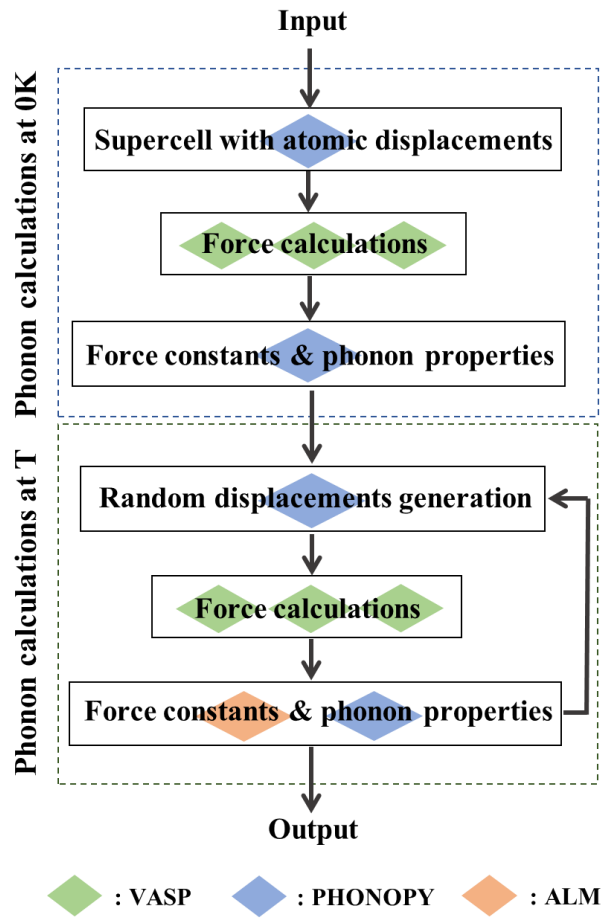 Input
Phonon calculations at 0K
Supercell with atomic displacements
Force calculations
Force constants & phonon properties
Phonon calculations at T
Random displacements generation
Force calculations
Force constants & phonon properties
Output
: VASP
: PHONOPY
: ALM